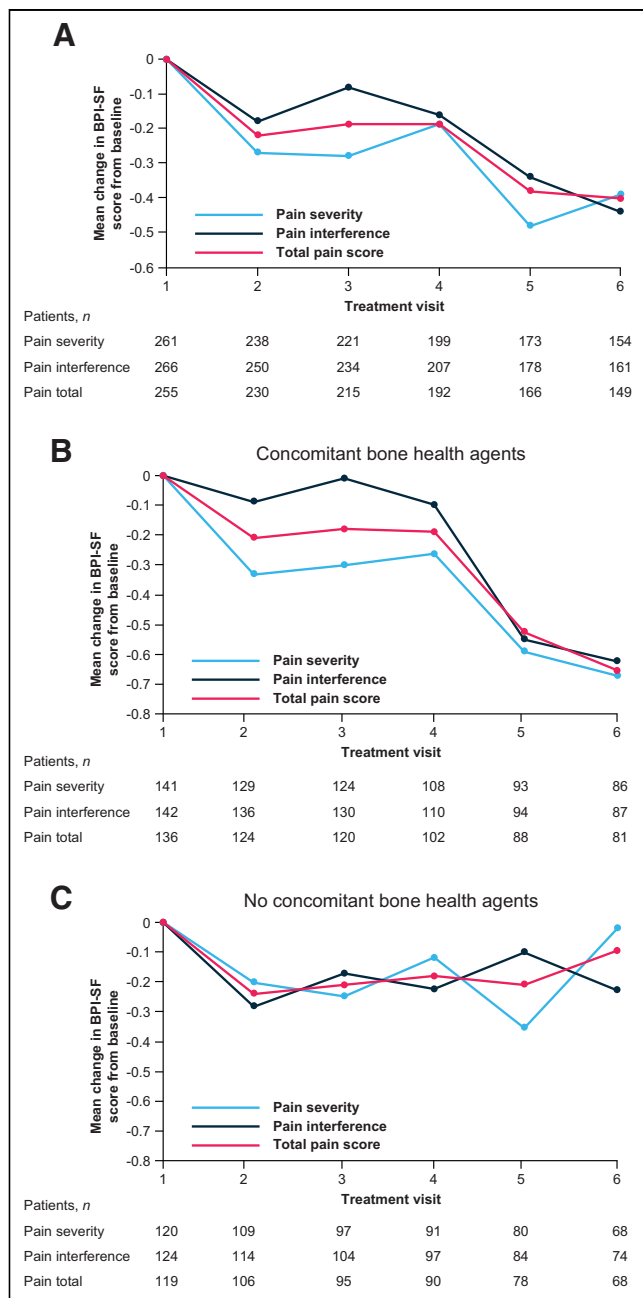 A
Mean change in BPI-SF
score from baseline
0
-0.1
-0.2
-0.3
-0.4
-0.5
-0.6
Pain severity
Pain interference
Total pain score
1 2 3 4 5 6
Treatment visit
Patients, n
Pain severity 261 238 221 199 173 154
Pain interference 266 250 234 207 178 161
Pain total 255 230 215 192 166 149
B
Concomitant bone health agents
Mean change in BPI-SF
score from baseline
0
-0.1
-0.2
-0.3
-0.4
-0.5
-0.6
-0.7
-0.8
Pain severity
Pain interference
Total pain score
1 2 3 4 5 6
Treatment visit
Patients, n
Pain severity 141 129 124 108 93 86
Pain interference 142 136 130 110 94 87
Pain total 136 124 120 102 88 81
C
No concomitant bone health agents
Mean change in BPI-SF
score from baseline
0
-0.1
-0.2
-0.3
-0.4
-0.5
-0.6
-0.7
-0.8
Pain severity
Pain interference
Total pain score
1 2 3 4 5 6
Treatment visit
Patients, n
Pain severity 120 109 97 91 80 68
Pain interference 124 114 104 97 84 74
Pain total 119 106 95 90 78 68